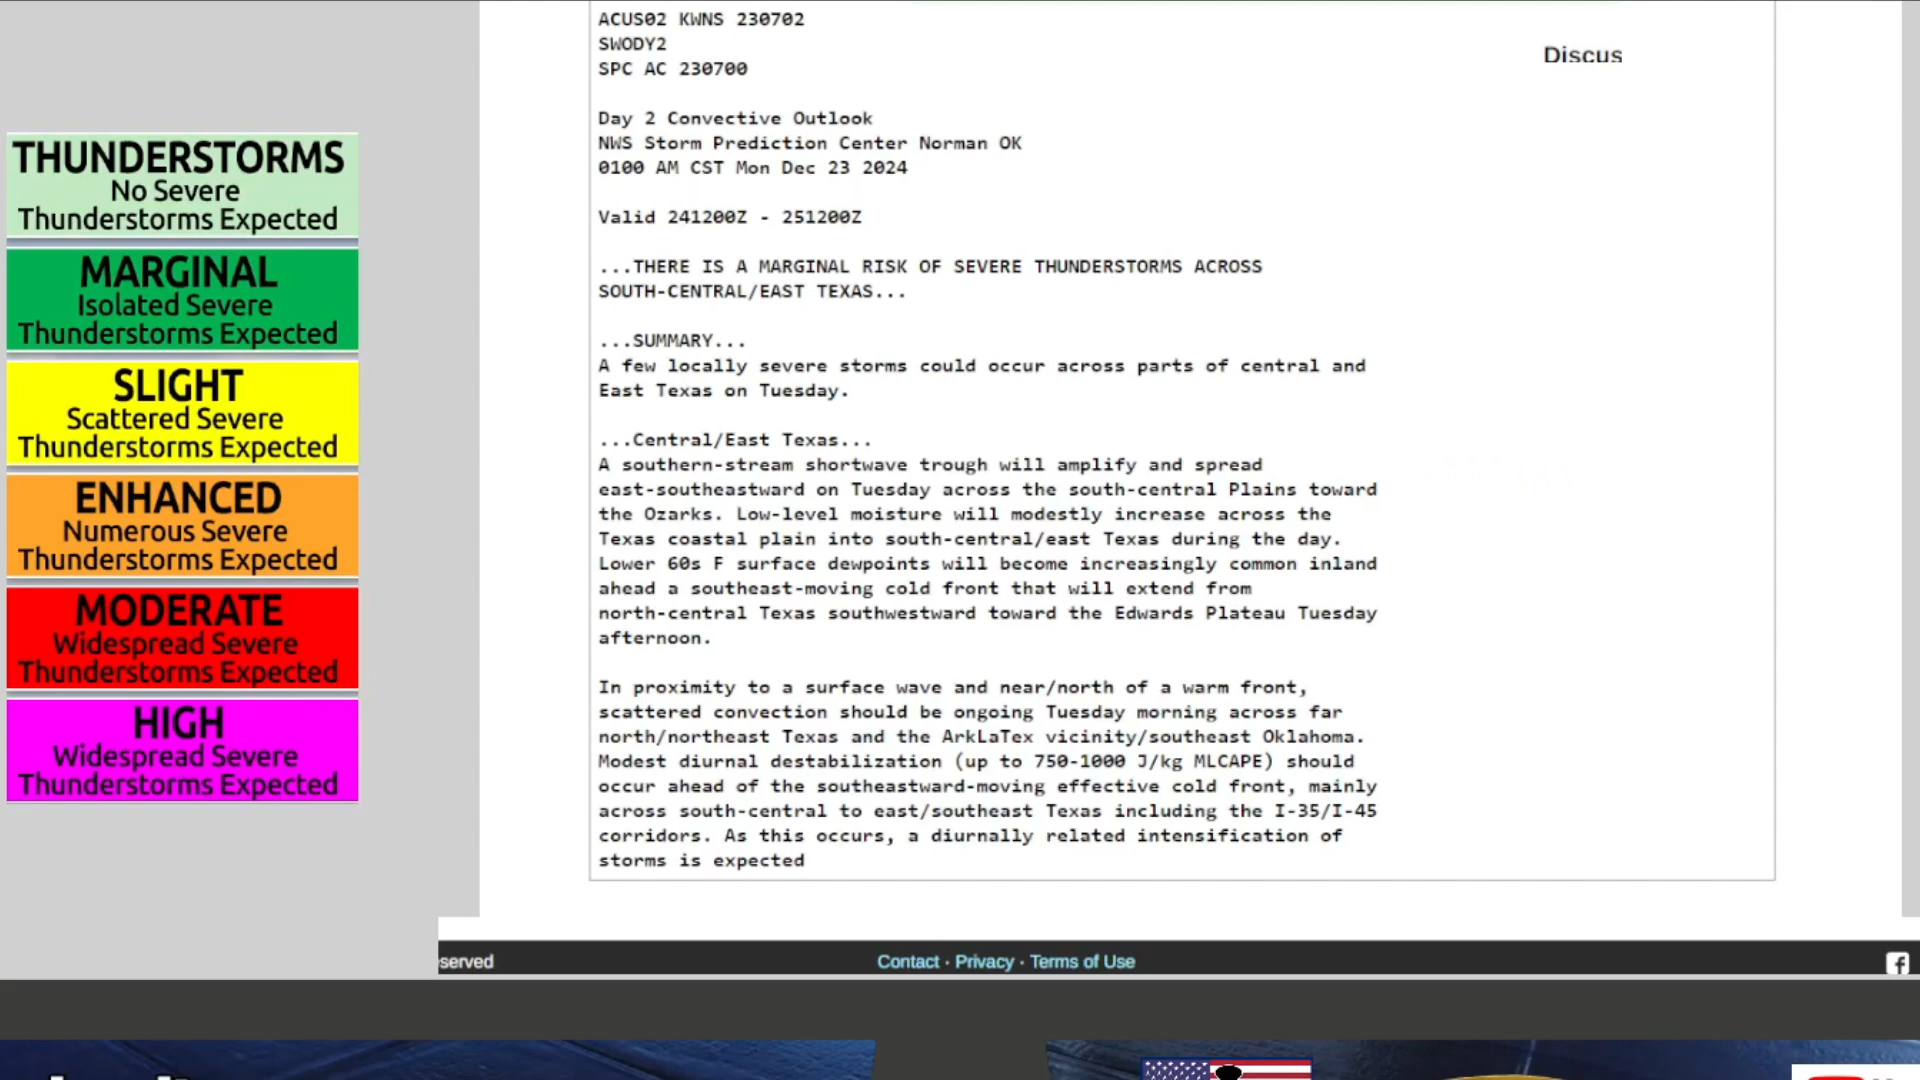 ACUS02 KWNS 230702
SWODY2
SPC AC 230700
Discus
Day 2 Convective Outlook
NWS Storm Prediction Center Norman OK
0100 AM CST Mon Dec 23 2024
Valid 241200Z - 251200Z
...THERE IS A MARGINAL RISK OF SEVERE THUNDERSTORMS ACROSS
SOUTH-CENTRAL/EAST TEXAS...
...SUMMARY...
A few locally severe storms could occur across parts of central and
East Texas on Tuesday.
...Central/East Texas...
A southern-stream shortwave trough will amplify and spread
east-southeastward on Tuesday across the south-central Plains toward
the Ozarks. Low-level moisture will modestly increase across the
Texas coastal plain into south-central/east Texas during the day.
Lower 60s F surface dewpoints will become increasingly common inland
ahead a southeast-moving cold front that will extend from
north-central Texas southwestward toward the Edwards Plateau Tuesday
afternoon.
In proximity to a surface wave and near/north of a warm front,
scattered convection should be ongoing Tuesday morning across far
north/northeast Texas and the ArkLaTex vicinity/southeast Oklahoma.
Modest diurnal destabilization (up to 750-1000 J/kg MLCAPE) should
occur ahead of the southeastward-moving effective cold front, mainly
across south-central to east/southeast Texas including the I-35/I-45
corridors. As this occurs, a diurnally related intensification of
storms is expected
THUNDERSTORMS
No Severe
Thunderstorms Expected
MARGINAL
Isolated Severe
Thunderstorms Expected
SLIGHT
Scattered Severe
Thunderstorms Expected
ENHANCED
Numerous Severe
Thunderstorms Expected
MODERATE
Widespread Severe
Thunderstorms Expected
HIGH
Widespread Severe
Thunderstorms Expected
served
Contact · Privacy · Terms of Use